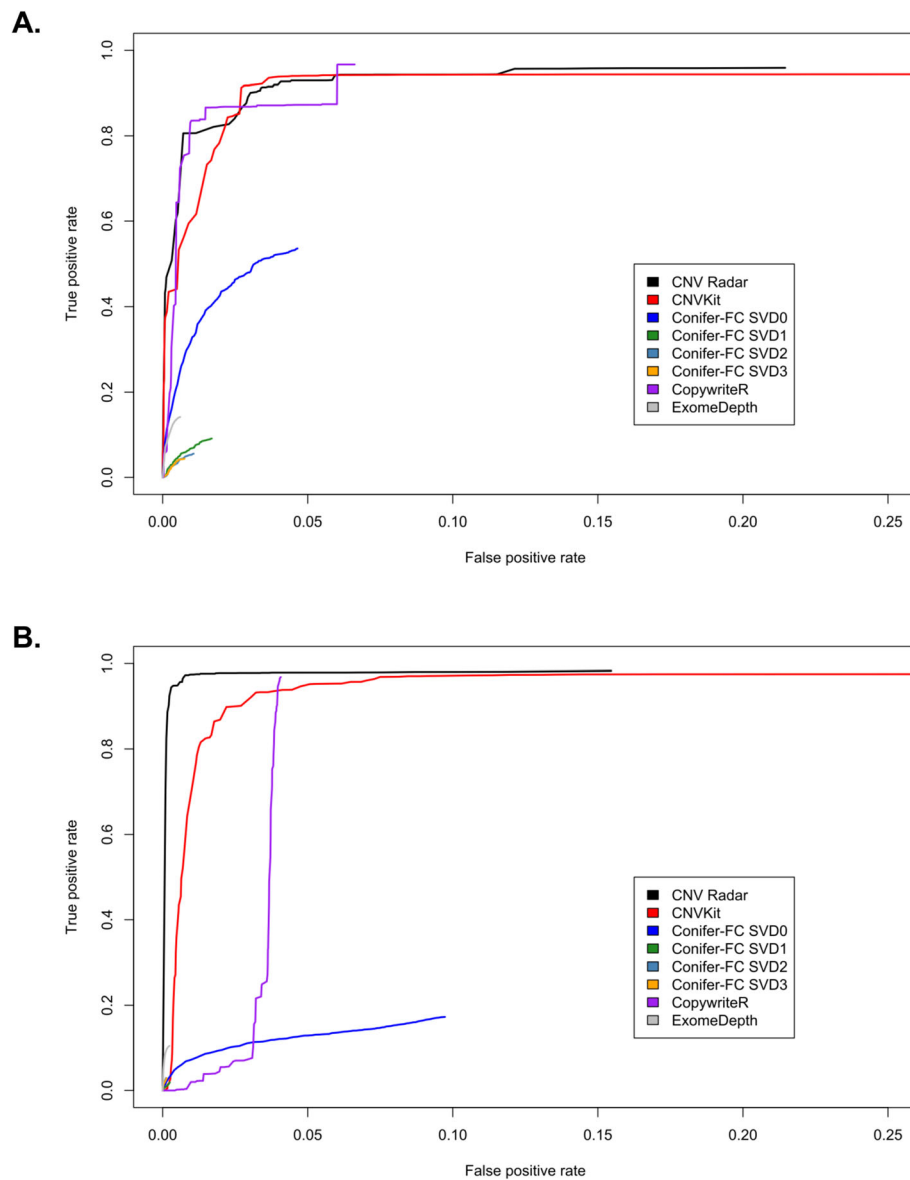 A.
1.0
0.8
0.6
0.4
0.2
0.0
True positive rate
CNV Radar
CNVKit
Conifer-FC SVD0
Conifer-FC SVD1
Conifer-FC SVD2
Conifer-FC SVD3
CopywriteR
ExomeDepth
0.00 0.05 0.10 0.15 0.20 0.25
False positive rate
B.
1.0
0.8
0.6
0.4
0.2
0.0
True positive rate
CNV Radar
CNVKit
Conifer-FC SVD0
Conifer-FC SVD1
Conifer-FC SVD2
Conifer-FC SVD3
CopywriteR
ExomeDepth
0.00 0.05 0.10 0.15 0.20 0.25
False positive rate